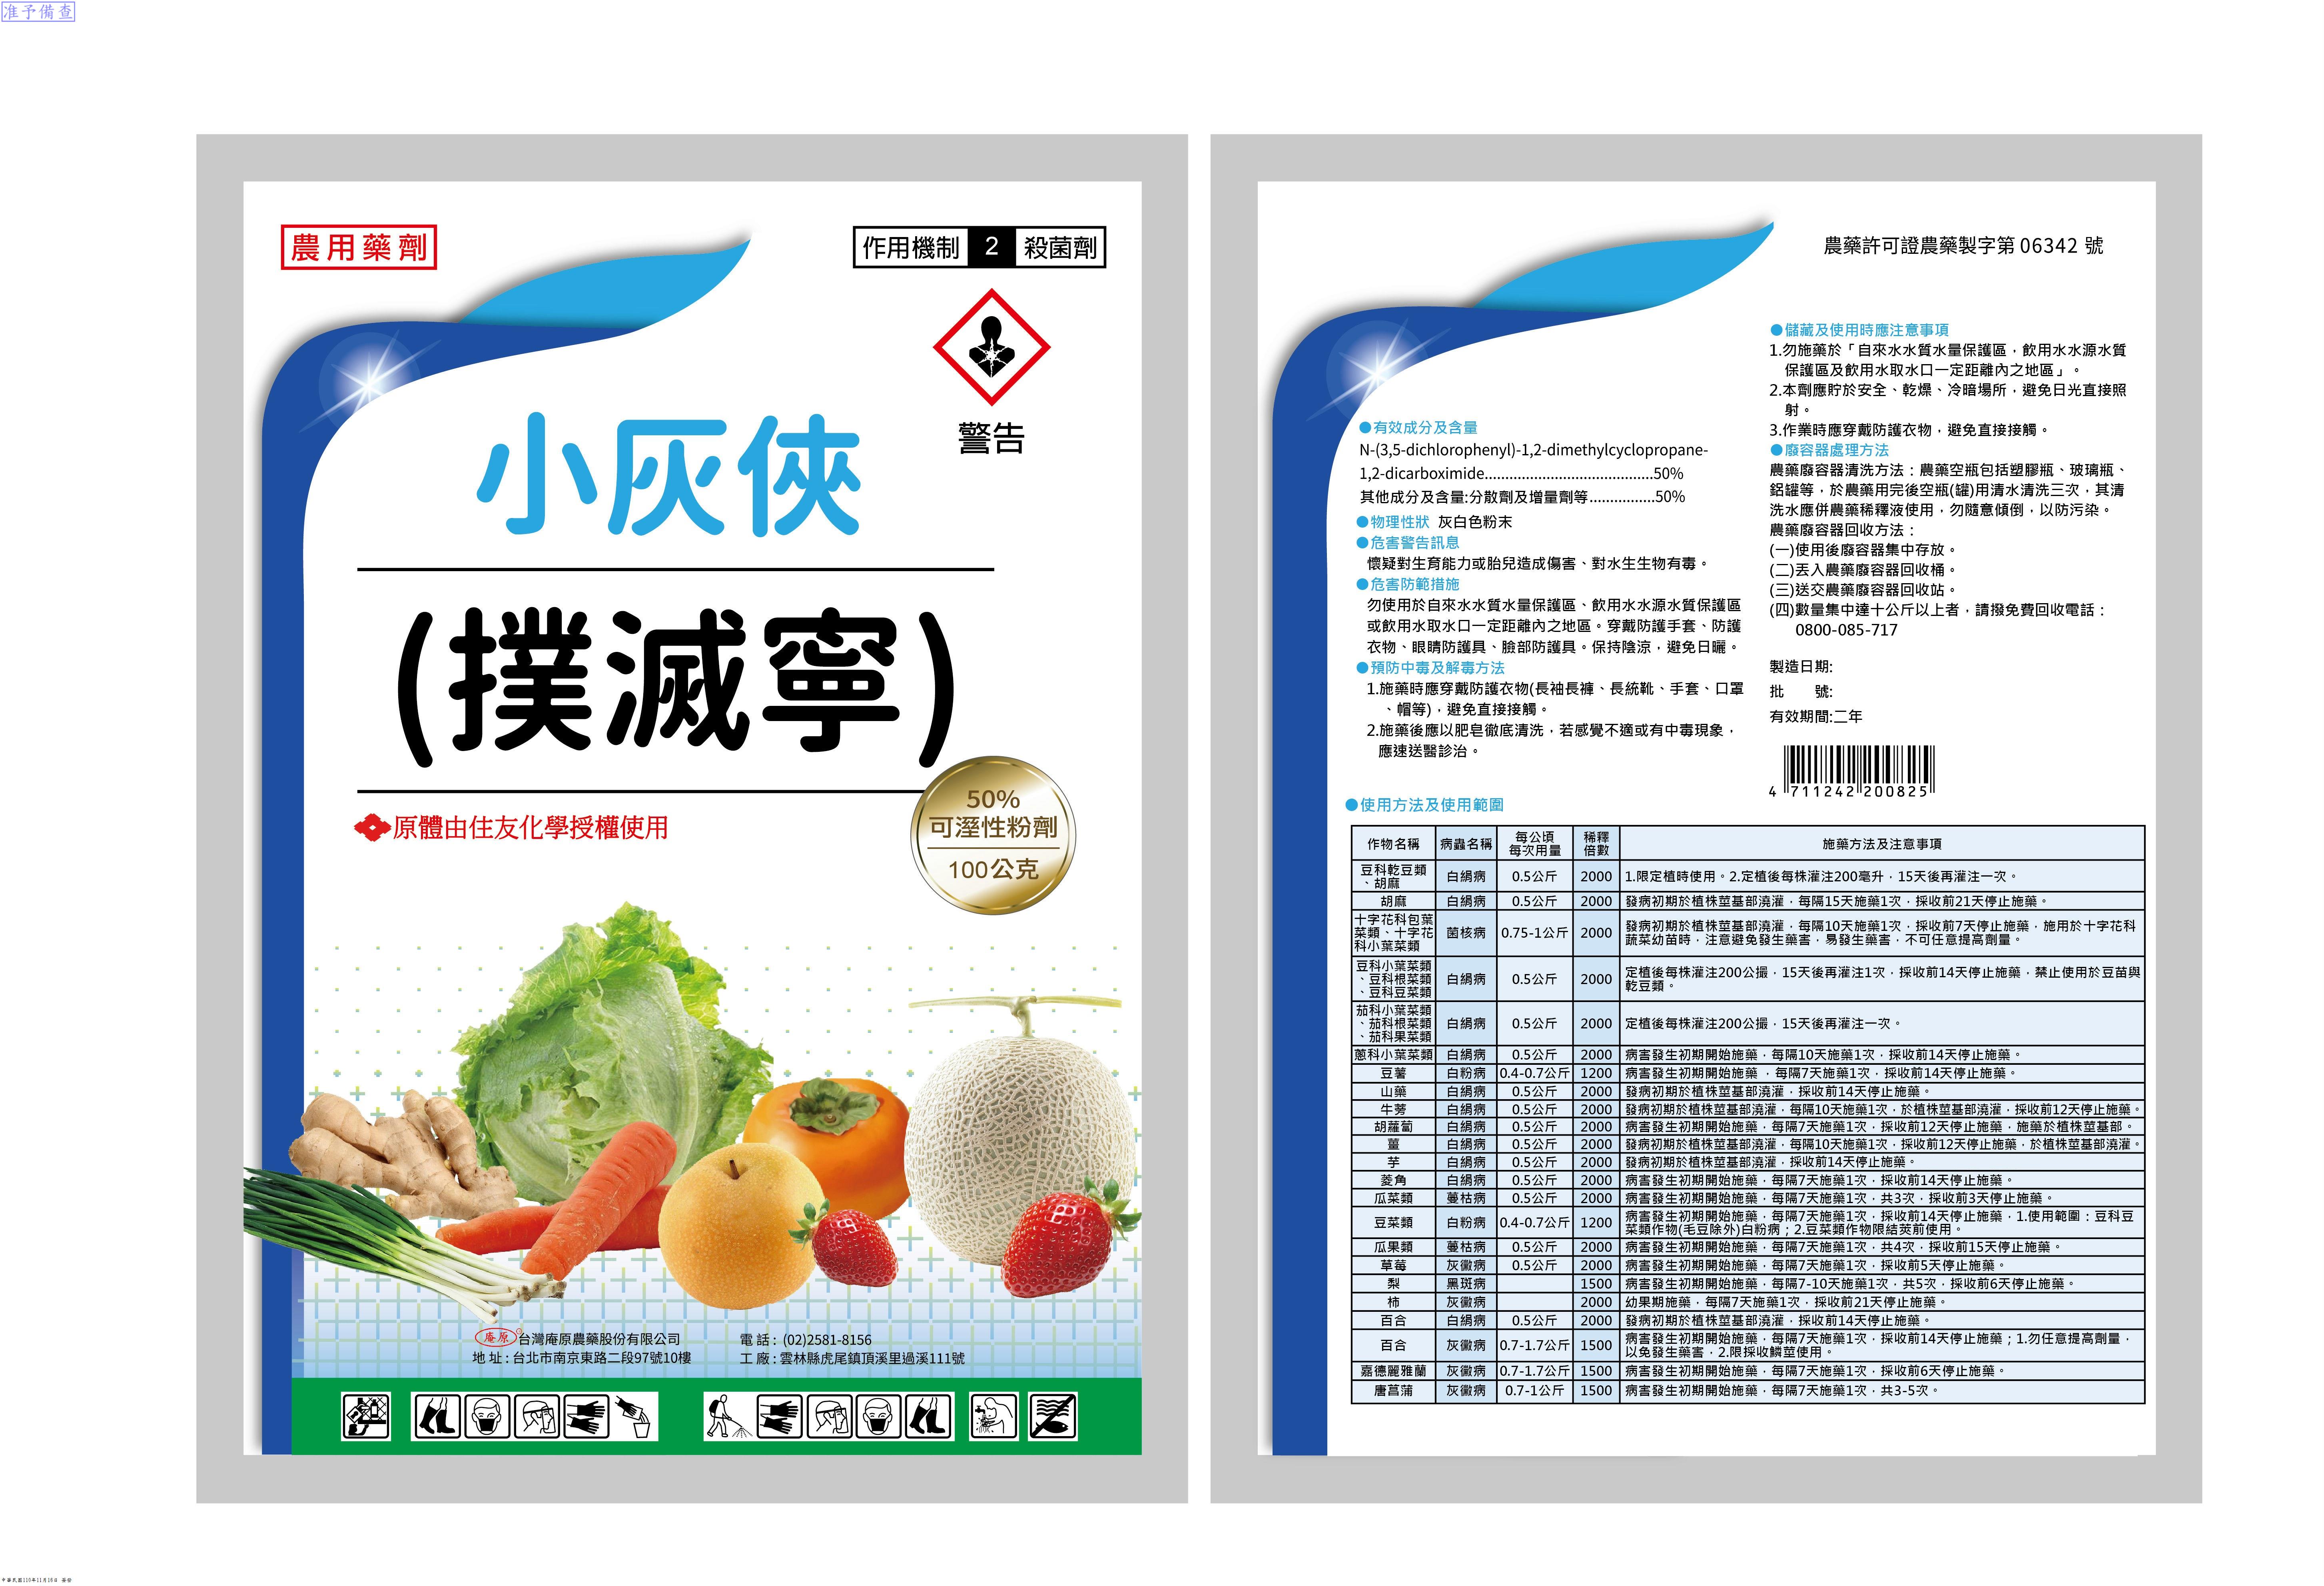 准予備查
農用藥劑
作用機制 2 殺菌劑
警告
小灰俠
(撲滅寧)
原體由住友化學授權使用
50%
可溼性粉劑
100公克
庵原 台灣庵原農藥股份有限公司
地址:台北市南京東路二段97號10樓
電話: (02)2581-8156
工廠:雲林縣虎尾鎮頂溪里過溪111號
農藥許可證農藥製字第 06342 號
●有效成分及含量
N-(3,5-dichlorophenyl)-1,2-dimethylcyclopropane-
1,2-dicarboximide.........................................50%
其他成分及含量:分散劑及增量劑等................50%
●物理性狀 灰白色粉末
●危害警告訊息
懷疑對生育能力或胎兒造成傷害、對水生生物有毒。
●危害防範措施
勿使用於自來水水質水量保護區、飲用水水源水質保護區
或飲用水取水口一定距離內之地區。穿戴防護手套、防護
衣物、眼睛防護具、臉部防護具。保持陰涼，避免日曬。
●預防中毒及解毒方法
1.施藥時應穿戴防護衣物(長袖長褲、長統靴、手套、口罩
、帽等)，避免直接接觸。
2.施藥後應以肥皂徹底清洗，若感覺不適或有中毒現象，
應速送醫診治。
●儲藏及使用時應注意事項
1.勿施藥於「自來水水質水量保護區，飲用水水源水質
保護區及飲用水取水口一定距離內之地區」。
2.本劑應貯於安全、乾燥、冷暗場所，避免日光直接照
射。
3.作業時應穿戴防護衣物，避免直接接觸。
●廢容器處理方法
農藥廢容器清洗方法：農藥空瓶包括塑膠瓶、玻璃瓶、
鋁罐等，於農藥用完後空瓶(罐)用清水清洗三次，其清
洗水應併農藥稀釋液使用，勿隨意傾倒，以防污染。
農藥廢容器回收方法：
(一)使用後廢容器集中存放。
(二)丟入農藥廢容器回收桶。
(三)送交農藥廢容器回收站。
(四)數量集中達十公斤以上者，請撥免費回收電話：
0800-085-717
製造日期:
批 號:
有效期間:二年
4 711242 200825
●使用方法及使用範圍
作物名稱 病蟲名稱 每公頃每次用量 稀釋倍數 施藥方法及注意事項
豆科乾豆類、胡麻 白絹病 0.5公斤 2000 1.限定植時使用。2.定植後每株灌注200毫升，15天後再灌注一次。
胡麻 白絹病 0.5公斤 2000 發病初期於植株莖基部澆灌，每隔15天施藥1次，採收前21天停止施藥。
十字花科包葉菜類、十字花科小葉菜類 菌核病 0.75-1公斤 2000 發病初期於植株莖基部澆灌，每隔10天施藥1次，採收前7天停止施藥，施用於十字花科
蔬菜幼苗時，注意避免發生藥害，易發生藥害，不可任意提高劑量。
豆科小葉菜類、豆科根菜類、豆科豆菜類 白絹病 0.5公斤 2000 定植後每株灌注200公撮，15天後再灌注1次，採收前14天停止施藥，禁止使用於豆苗與
乾豆類。
茄科小葉菜類、茄科根菜類、茄科果菜類 白絹病 0.5公斤 2000 定植後每株灌注200公撮，15天後再灌注一次。
蔥科小葉菜類 白絹病 0.5公斤 2000 病害發生初期開始施藥，每隔10天施藥1次，採收前14天停止施藥。
豆薯 白粉病 0.4-0.7公斤 1200 病害發生初期開始施藥，每隔7天施藥1次，採收前14天停止施藥。
山藥 白絹病 0.5公斤 2000 發病初期於植株莖基部澆灌，採收前14天停止施藥。
牛蒡 白絹病 0.5公斤 2000 發病初期於植株莖基部澆灌，每隔10天施藥1次，於植株莖基部澆灌，採收前12天停止施藥。
胡蘿蔔 白絹病 0.5公斤 2000 病害發生初期開始施藥，每隔7天施藥1次，採收前12天停止施藥，施藥於植株莖基部。
薑 白絹病 0.5公斤 2000 發病初期於植株莖基部澆灌，每隔10天施藥1次，採收前12天停止施藥，於植株莖基部澆灌。
芋 白絹病 0.5公斤 2000 發病初期於植株莖基部澆灌，採收前14天停止施藥。
菱角 白絹病 0.5公斤 2000 病害發生初期開始施藥，每隔7天施藥1次，採收前14天停止施藥。
瓜菜類 蔓枯病 0.5公斤 2000 病害發生初期開始施藥，每隔7天施藥1次，共3次，採收前3天停止施藥。
豆菜類 白粉病 0.4-0.7公斤 1200 病害發生初期開始施藥，每隔7天施藥1次，採收前14天停止施藥，1.使用範圍：豆科豆
菜類作物(毛豆除外)白粉病；2.豆菜類作物限結莢前使用。
瓜果類 蔓枯病 0.5公斤 2000 病害發生初期開始施藥，每隔7天施藥1次，共4次，採收前15天停止施藥。
草莓 灰黴病 0.5公斤 2000 病害發生初期開始施藥，每隔7天施藥1次，採收前5天停止施藥。
梨 黑斑病 1500 病害發生初期開始施藥，每隔7-10天施藥1次，共5次，採收前6天停止施藥。
柿 灰黴病 2000 幼果期施藥，每隔7天施藥1次，採收前21天停止施藥。
百合 白絹病 0.5公斤 2000 發病初期於植株莖基部澆灌，採收前14天停止施藥。
百合 灰黴病 0.7-1.7公斤 1500 病害發生初期開始施藥，每隔7天施藥1次，採收前14天停止施藥；1.勿任意提高劑量，
以免發生藥害，2.限採收鱗莖使用。
嘉德麗雅蘭 灰黴病 0.7-1.7公斤 1500 病害發生初期開始施藥，每隔7天施藥1次，採收前6天停止施藥。
唐菖蒲 灰黴病 0.7-1公斤 1500 病害發生初期開始施藥，每隔7天施藥1次，共3-5次。
中華民國110年11月16日